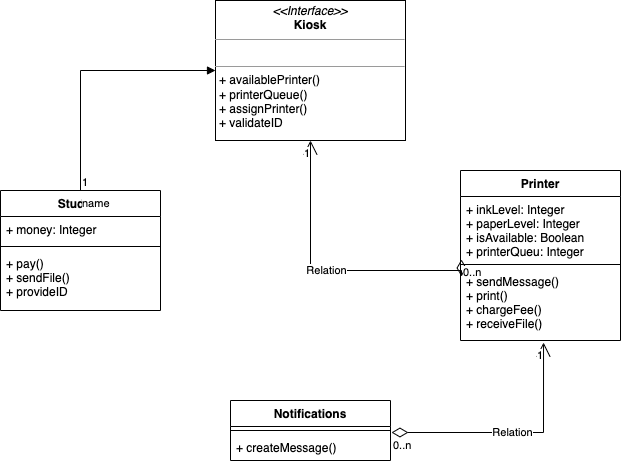 <<Interface>>
Kiosk
+ availablePrinter()
+ printerQueue()
+ assignPrinter()
+ validateID
1
1
Printer
+ inkLevel: Integer
+ paperLevel: Integer
+ isAvailable: Boolean
+ printerQueu: Integer
+ sendMessage()
+ print()
+ chargeFee()
+ receiveFile()
name
+ money: Integer
+ pay()
+ sendFile()
+ provideID
Relation
0..n
1
Notifications
+ createMessage()
Relation
0..n